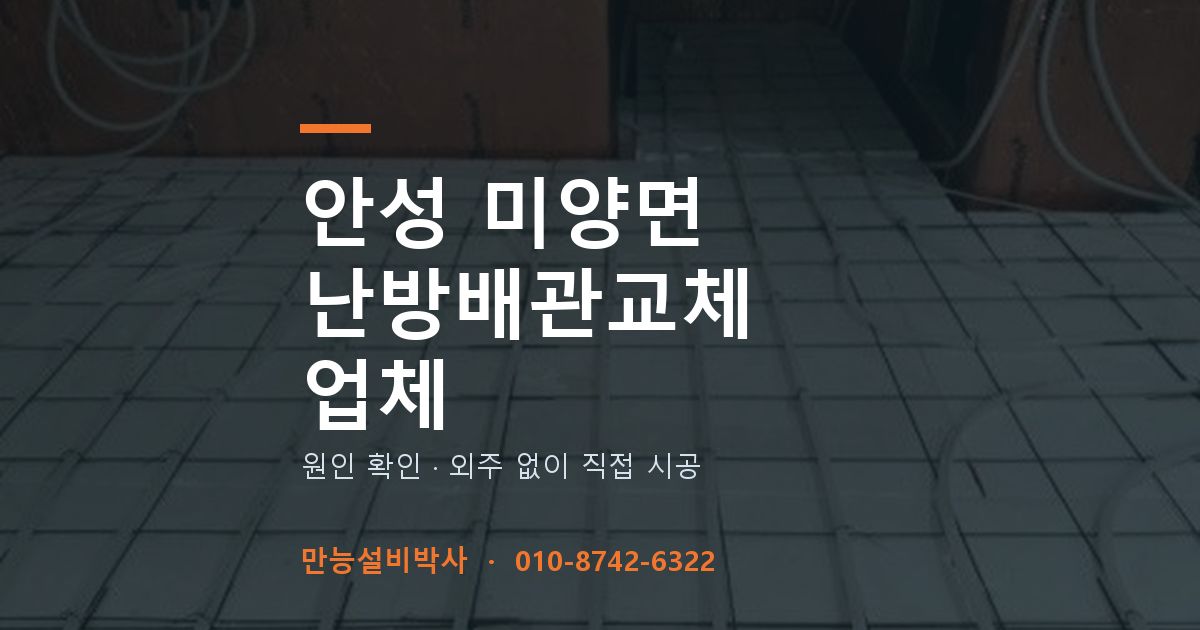 안성 미양면
난방배관교체
업체
원인 확인 · 외주 없이 직접 시공
만능설비박사 · 010-8742-6322